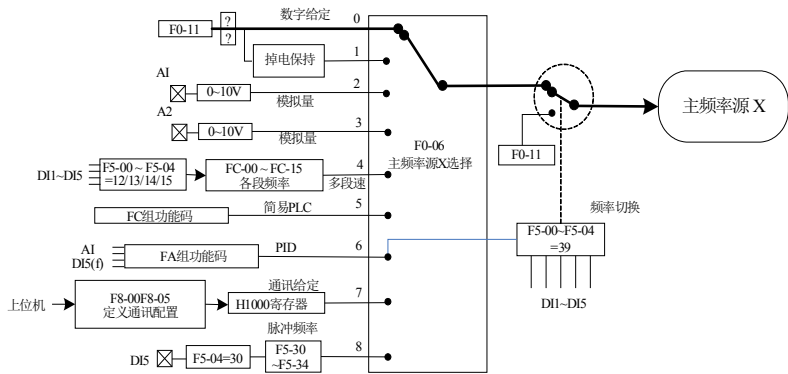 数字给定
0
F0-11
?
?
掉电保持
1
AI
0~10V
模拟量
2
A2
0~10V
模拟量
3
F0-06
主频率源X选择
主频率源 X
F0-11
DI1~DI5
F5-00 ~ F5-04
=12/13/14/15
FC-00 ~ FC-15
各段频率
多段速
4
FC组功能码
简易PLC
5
频率切换
F5-00~F5-04
=39
DI1~DI5
AI
DI5(f)
FA组功能码
PID
6
上位机
F8-00F8-05
定义通讯配置
通讯给定
H1000寄存器
7
脉冲频率
DI5
F5-04=30
F5-30
~F5-34
8